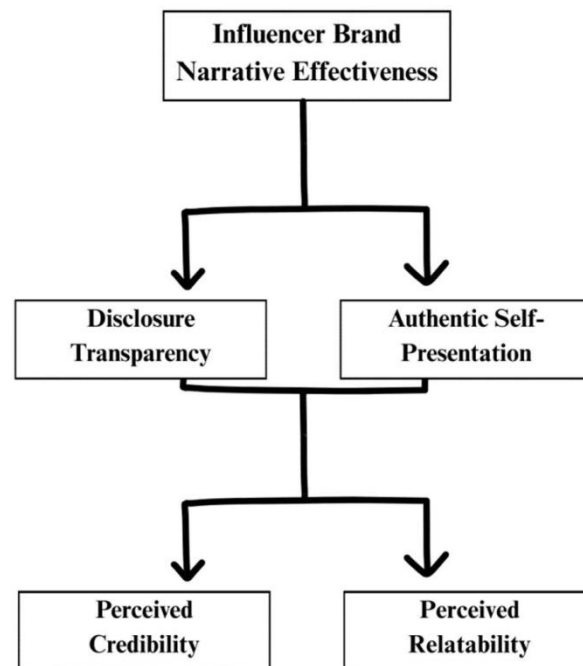 Influencer Brand
Narrative Effectiveness
Disclosure
Transparency
Authentic Self-
Presentation
Perceived
Credibility
Perceived
Relatability